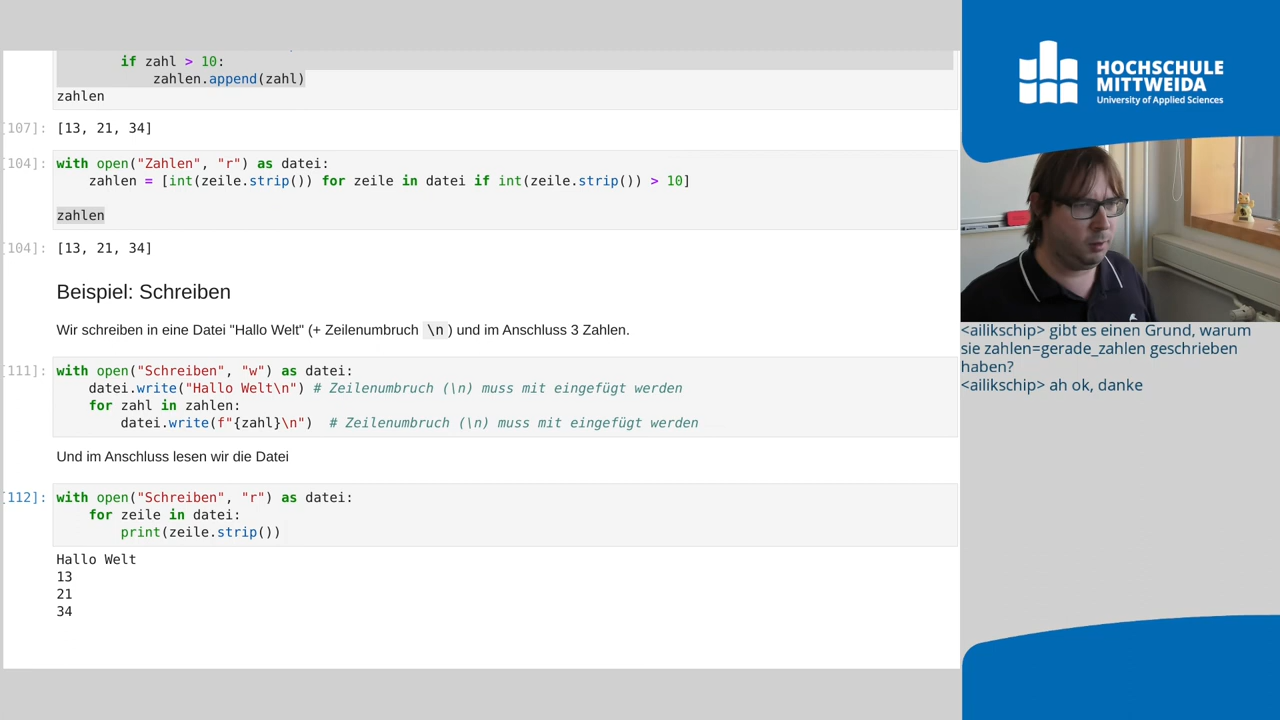 if zahl > 10:
zahlen.append(zahl)
zahlen
[107]: [13, 21, 34]
[104]: with open("Zahlen", "r") as datei:
zahlen = [int(zeile.strip()) for zeile in datei if int(zeile.strip()) > 10]
zahlen
[104]: [13, 21, 34]
Beispiel: Schreiben
Wir schreiben in eine Datei "Hallo Welt" (+ Zeilenumbruch \n ) und im Anschluss 3 Zahlen.
[111]: with open("Schreiben", "w") as datei:
datei.write("Hallo Welt\n") # Zeilenumbruch (\n) muss mit eingefügt werden
for zahl in zahlen:
datei.write(f"{zahl}\n")  # Zeilenumbruch (\n) muss mit eingefügt werden
Und im Anschluss lesen wir die Datei
[112]: with open("Schreiben", "r") as datei:
for zeile in datei:
print(zeile.strip())
Hallo Welt
13
21
34
HOCHSCHULE
MITTWEIDA
University of Applied Sciences
<ailikschip> gibt es einen Grund, warum
sie zahlen=gerade_zahlen geschrieben
haben?
<ailikschip> ah ok, danke